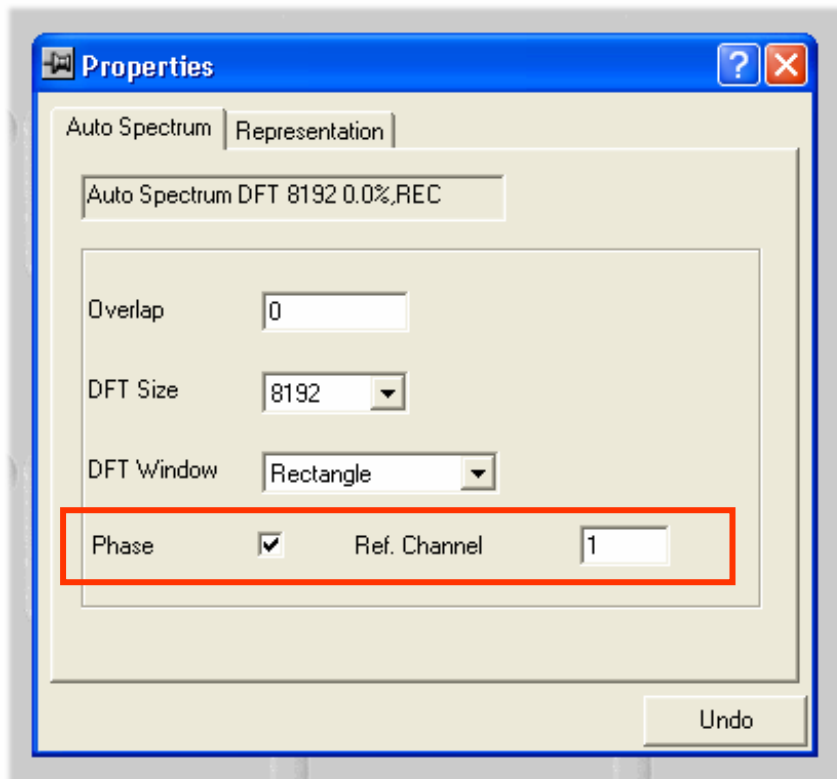 Properties
Auto Spectrum Representation
Auto Spectrum DFT 8192 0.0%,REC
Overlap 0
DFT Size 8192
DFT Window Rectangle
Phase Ref. Channel 1
Undo